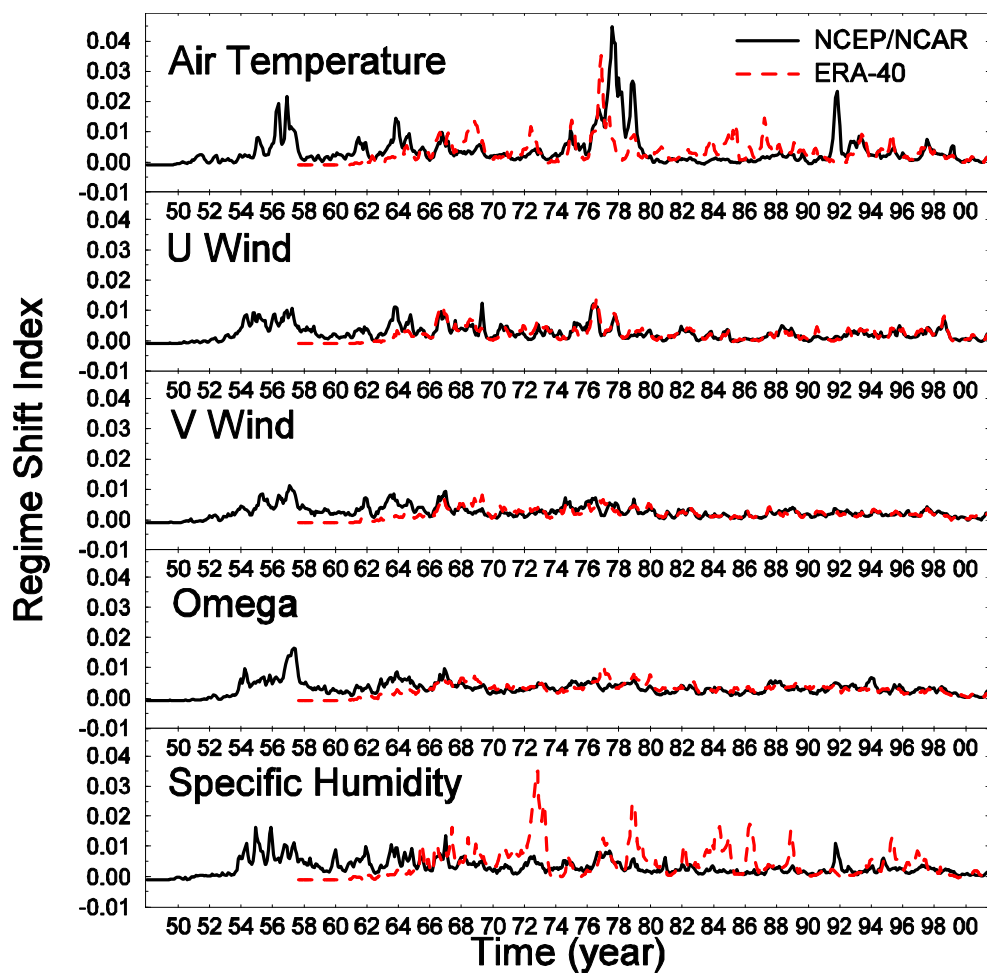 Regime Shift Index
0.04
0.03
0.02
0.01
0.00
-0.01
Air Temperature
NCEP/NCAR
ERA-40
50 52 54 56 58 60 62 64 66 68 70 72 74 76 78 80 82 84 86 88 90 92 94 96 98 00
0.04
0.03
0.02
0.01
0.00
-0.01
U Wind
50 52 54 56 58 60 62 64 66 68 70 72 74 76 78 80 82 84 86 88 90 92 94 96 98 00
0.04
0.03
0.02
0.01
0.00
-0.01
V Wind
50 52 54 56 58 60 62 64 66 68 70 72 74 76 78 80 82 84 86 88 90 92 94 96 98 00
0.04
0.03
0.02
0.01
0.00
-0.01
Omega
50 52 54 56 58 60 62 64 66 68 70 72 74 76 78 80 82 84 86 88 90 92 94 96 98 00
0.04
0.03
0.02
0.01
0.00
-0.01
Specific Humidity
50 52 54 56 58 60 62 64 66 68 70 72 74 76 78 80 82 84 86 88 90 92 94 96 98 00
Time (year)